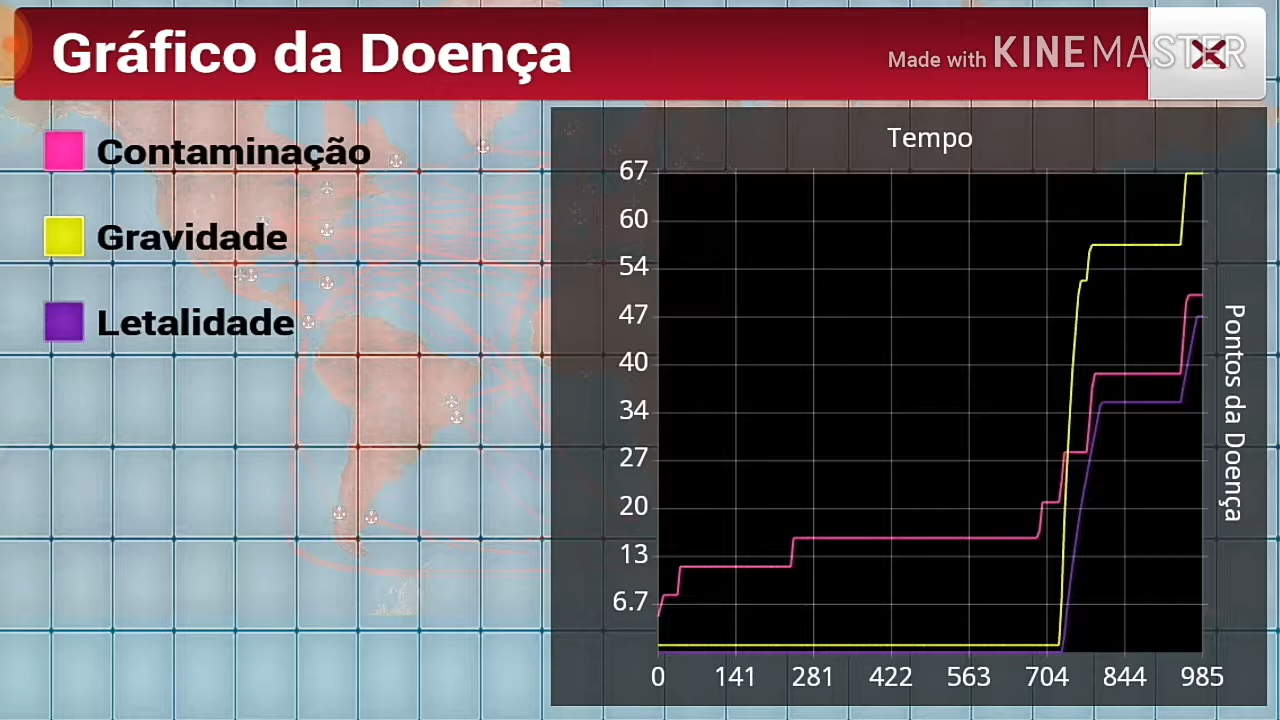 Gráfico da Doença
Made with KINEMASTER
Contaminação
Gravidade
Letalidade
Tempo
67
60
54
47
40
34
27
20
13
6.7
0 141 281 422 563 704 844 985
Pontos da Doença